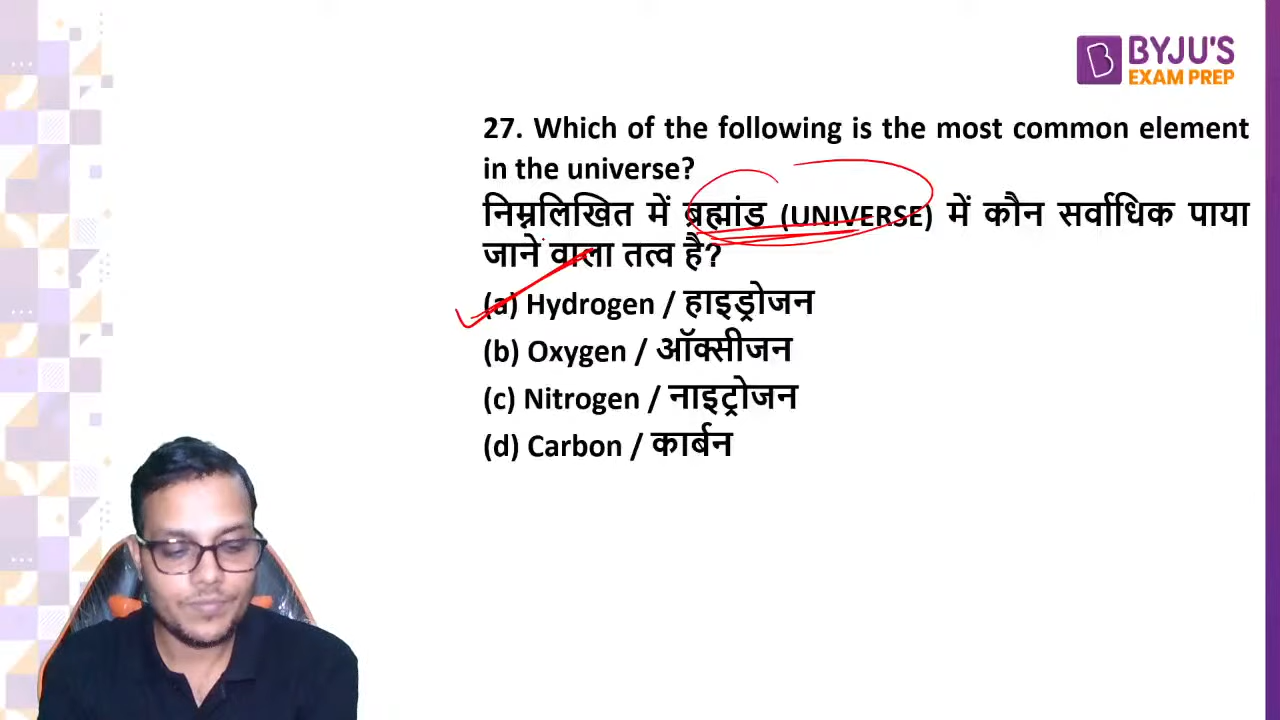 BYJU'S
EXAM PREP
27. Which of the following is the most common element
in the universe?
निम्नलिखित में ब्रह्मांड (UNIVERSE) में कौन सर्वाधिक पाया
जाने वाला तत्व है?
(a) Hydrogen / हाइड्रोजन
(b) Oxygen / ऑक्सीजन
(c) Nitrogen / नाइट्रोजन
(d) Carbon / कार्बन